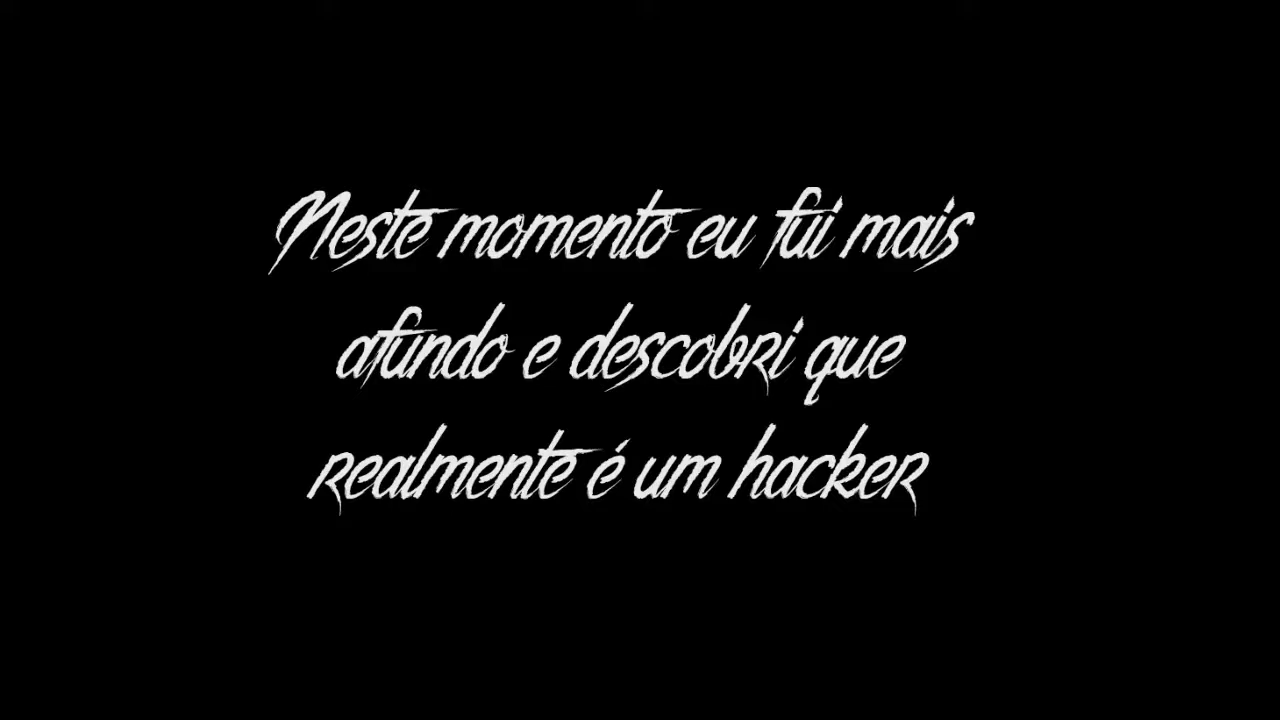 Neste momento eu fui mais
afundo e descobri que
realmente é um hacker